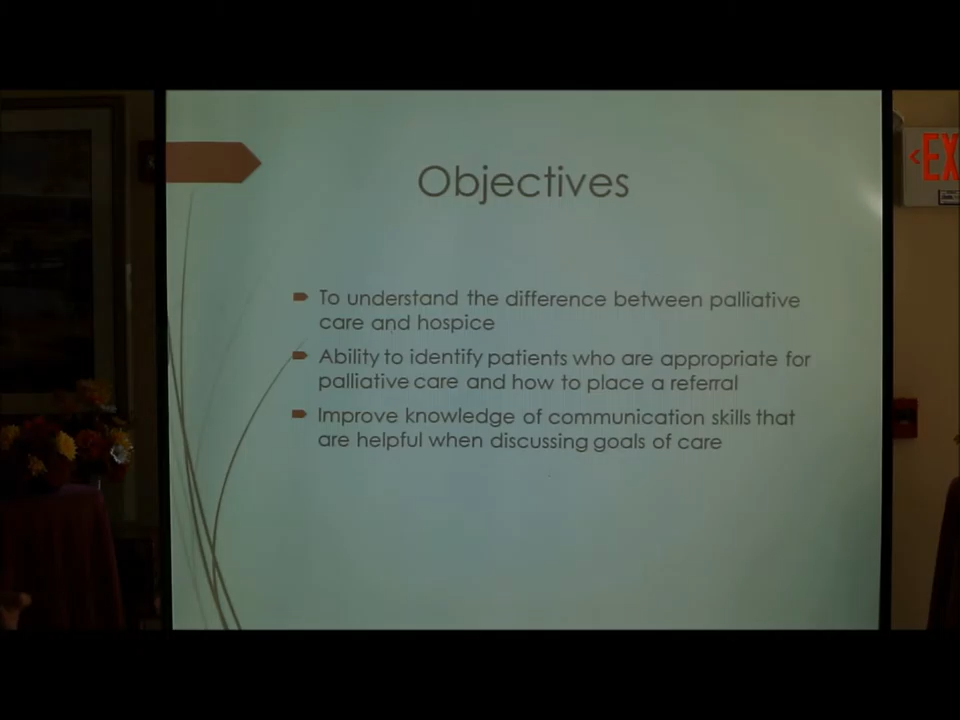 Objectives
To understand the difference between palliative
care and hospice
Ability to identify patients who are appropriate for
palliative care and how to place a referral
Improve knowledge of communication skills that
are helpful when discussing goals of care
<EX